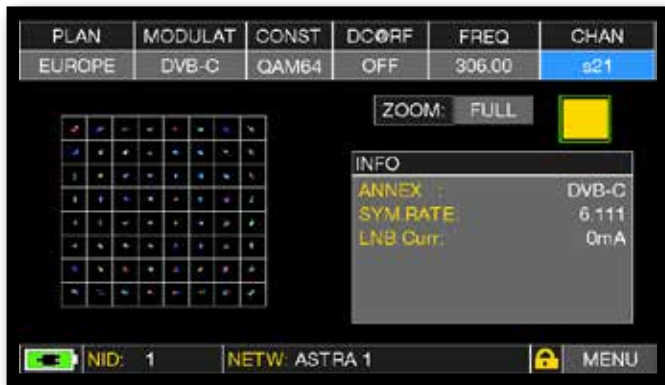 PLAN MODULAT CONST DC@RF FREQ CHAN
EUROPE DVB-C QAM64 OFF 306.00 s21
ZOOM: FULL
INFO
ANNEX : DVB-C
SYM.RATE: 6.111
LNB Curr.: 0mA
NID: 1 NETW: ASTRA 1 MENU